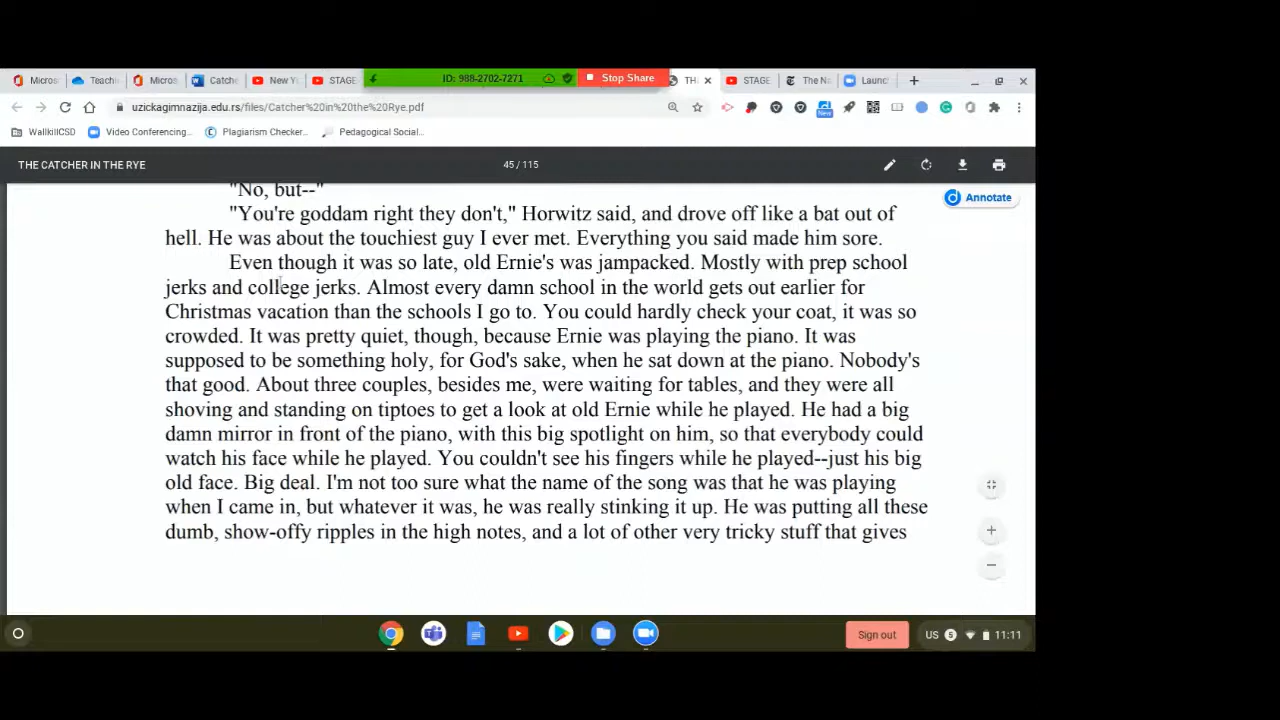 Micros
Teachi
Micros
Catche
New Y
STAGE
ID: 988-2702-7271
Stop Share
THA
STAGE
The Na
Launc
uzickagimnazija.edu.rs/files/Catcher%20in%20the%20Rye.pdf
New
WallkillCSD
Video Conferencing...
Plagiarism Checker...
Pedagogical Social...
THE CATCHER IN THE RYE
45 / 115
Annotate
"No, but--"
"You're goddam right they don't," Horwitz said, and drove off like a bat out of
hell. He was about the touchiest guy I ever met. Everything you said made him sore.
Even though it was so late, old Ernie's was jampacked. Mostly with prep school
jerks and college jerks. Almost every damn school in the world gets out earlier for
Christmas vacation than the schools I go to. You could hardly check your coat, it was so
crowded. It was pretty quiet, though, because Ernie was playing the piano. It was
supposed to be something holy, for God's sake, when he sat down at the piano. Nobody's
that good. About three couples, besides me, were waiting for tables, and they were all
shoving and standing on tiptoes to get a look at old Ernie while he played. He had a big
damn mirror in front of the piano, with this big spotlight on him, so that everybody could
watch his face while he played. You couldn't see his fingers while he played--just his big
old face. Big deal. I'm not too sure what the name of the song was that he was playing
when I came in, but whatever it was, he was really stinking it up. He was putting all these
dumb, show-offy ripples in the high notes, and a lot of other very tricky stuff that gives
Sign out
US
5
11:11